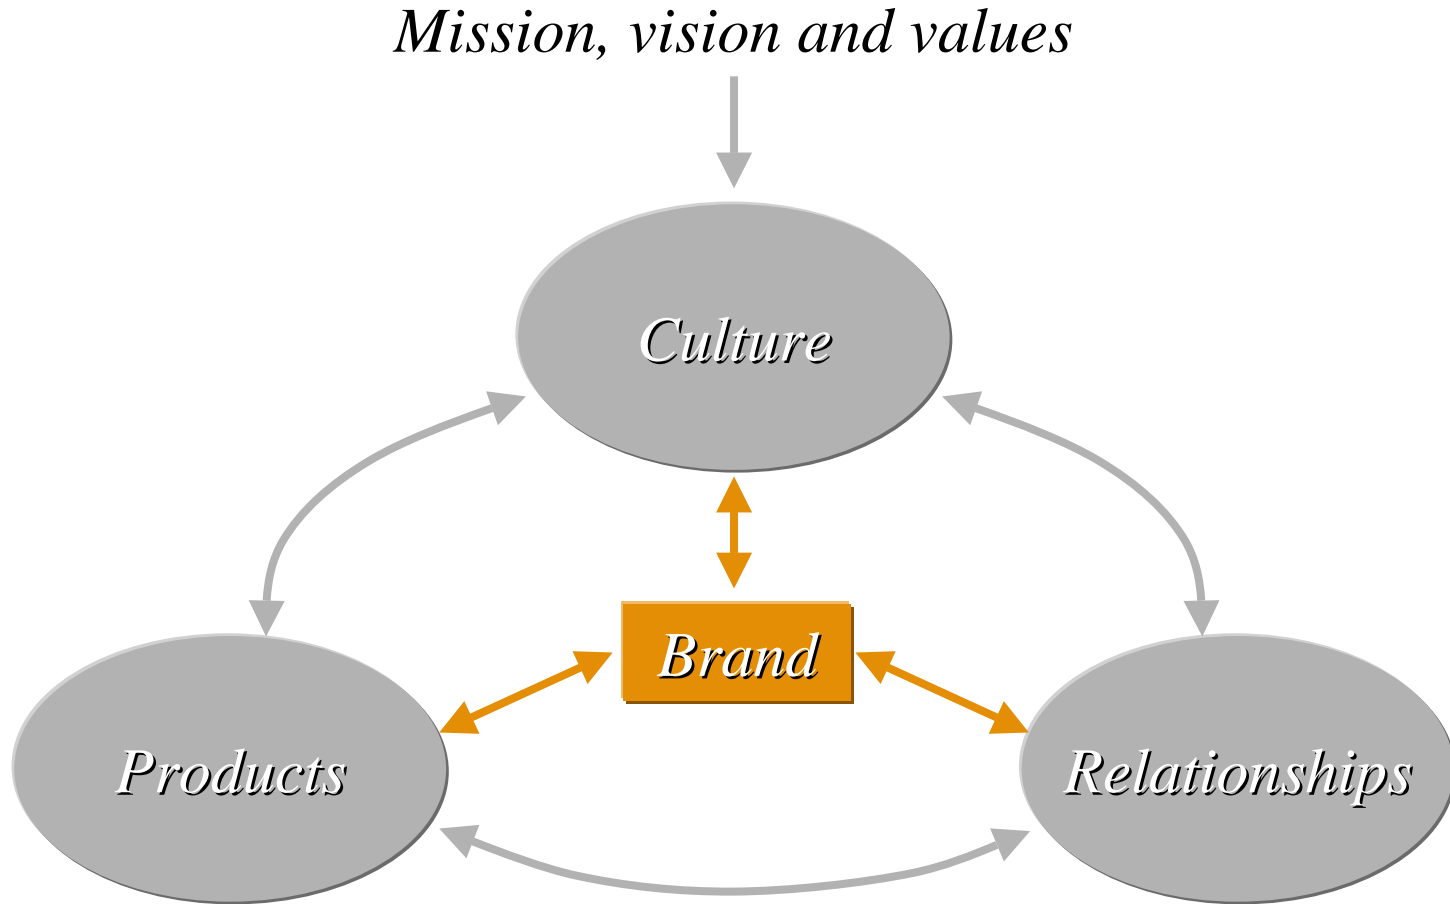 Mission, vision and values
Culture
Brand
Products
Relationships